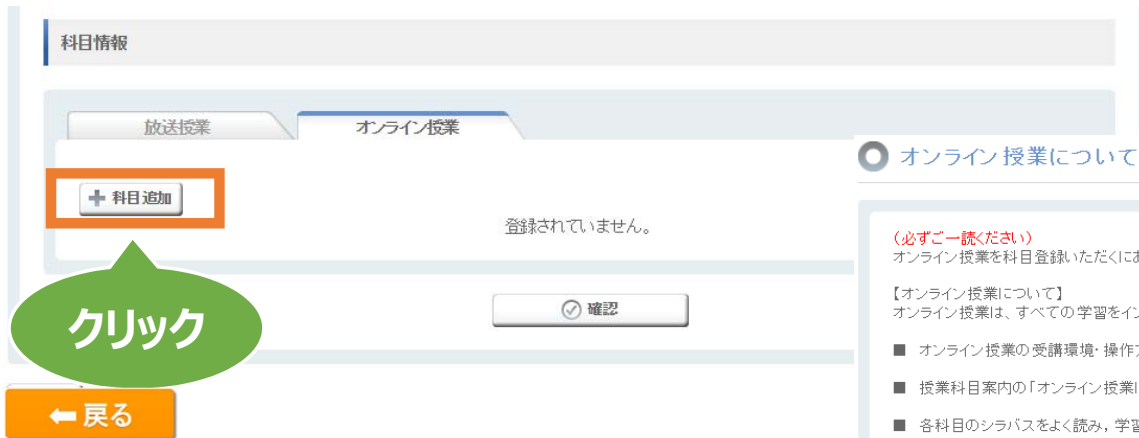 科目情報
放送授業
オンライン授業
科目追加
登録されていません。
確認
クリック
戻る
オンライン授業について
(必ずご一読ください)
オンライン授業を科目登録いただくにあ
【オンライン授業について】
オンライン授業は、すべての学習をイン
■ オンライン授業の受講環境・操作
■ 授業科目案内の「オンライン授業
■ 各科目のシラバスをよく読み，学習